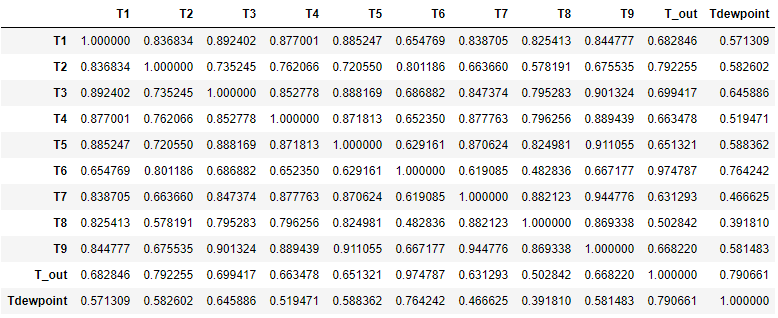 T1 T2 T3 T4 T5 T6 T7 T8 T9 T_out Tdewpoint
T1 1.000000 0.836834 0.892402 0.877001 0.885247 0.654769 0.838705 0.825413 0.844777 0.682846 0.571309
T2 0.836834 1.000000 0.735245 0.762066 0.720550 0.801186 0.663660 0.578191 0.675535 0.792255 0.582602
T3 0.892402 0.735245 1.000000 0.852778 0.888169 0.686882 0.847374 0.795283 0.901324 0.699417 0.645886
T4 0.877001 0.762066 0.852778 1.000000 0.871813 0.652350 0.877763 0.796256 0.889439 0.663478 0.519471
T5 0.885247 0.720550 0.888169 0.871813 1.000000 0.629161 0.870624 0.824981 0.911055 0.651321 0.588362
T6 0.654769 0.801186 0.686882 0.652350 0.629161 1.000000 0.619085 0.482836 0.667177 0.974787 0.764242
T7 0.838705 0.663660 0.847374 0.877763 0.870624 0.619085 1.000000 0.882123 0.944776 0.631293 0.466625
T8 0.825413 0.578191 0.795283 0.796256 0.824981 0.482836 0.882123 1.000000 0.869338 0.502842 0.391810
T9 0.844777 0.675535 0.901324 0.889439 0.911055 0.667177 0.944776 0.869338 1.000000 0.668220 0.581483
T_out 0.682846 0.792255 0.699417 0.663478 0.651321 0.974787 0.631293 0.502842 0.668220 1.000000 0.790661
Tdewpoint 0.571309 0.582602 0.645886 0.519471 0.588362 0.764242 0.466625 0.391810 0.581483 0.790661 1.000000